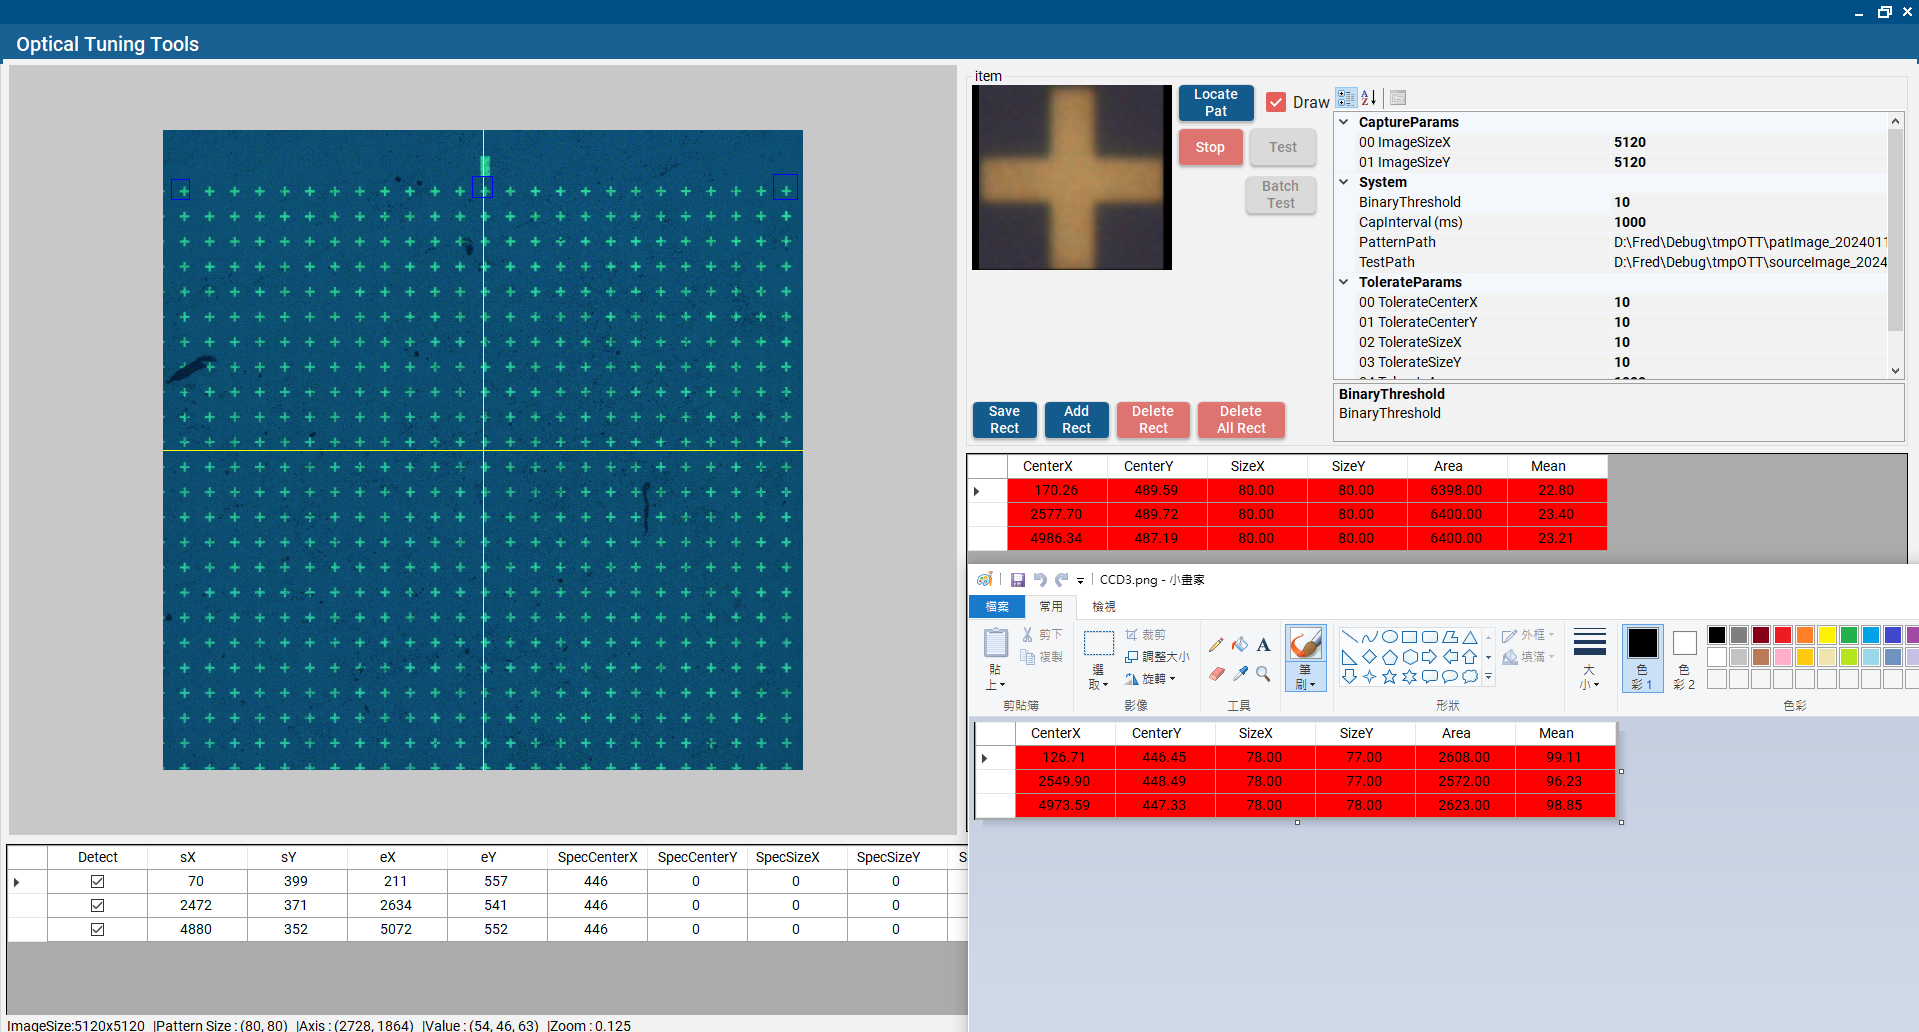 Optical Tuning Tools
item
Locate Pat
Draw
Stop
Test
Batch Test
CaptureParams
00 ImageSizeX 5120
01 ImageSizeY 5120
System
BinaryThreshold 10
CapInterval (ms) 1000
PatternPath D:\Fred\Debug\tmpOTT\patImage_202401
TestPath D:\Fred\Debug\tmpOTT\sourceImage_2024
TolerateParams
00 TolerateCenterX 10
01 TolerateCenterY 10
02 TolerateSizeX 10
03 TolerateSizeY 10
BinaryThreshold
BinaryThreshold
Save Rect
Add Rect
Delete Rect
Delete All Rect
CenterX CenterY SizeX SizeY Area Mean
170.26 489.59 80.00 80.00 6398.00 22.80
2577.70 489.72 80.00 80.00 6400.00 23.40
4986.34 487.19 80.00 80.00 6400.00 23.21
CCD3.png - 小畫家
檔案 常用 檢視
貼上
剪下
複製
剪貼簿
選取
裁剪
調整大小
旋轉
影像
A
工具
筆刷
外框
填滿
形狀
大小
色彩 1
色彩 2
色彩
CenterX CenterY SizeX SizeY Area Mean
126.71 446.45 78.00 77.00 2608.00 99.11
2549.90 448.49 78.00 77.00 2572.00 96.23
4973.59 447.33 78.00 78.00 2623.00 98.85
Detect sX sY eX eY SpecCenterX SpecCenterY SpecSizeX SpecSizeY S
70 399 211 557 446 0 0 0
2472 371 2634 541 446 0 0 0
4880 352 5072 552 446 0 0 0
ImageSize:5120x5120 |Pattern Size : (80, 80) |Axis : (2728, 1864) |Value : (54, 46, 63) |Zoom : 0.125